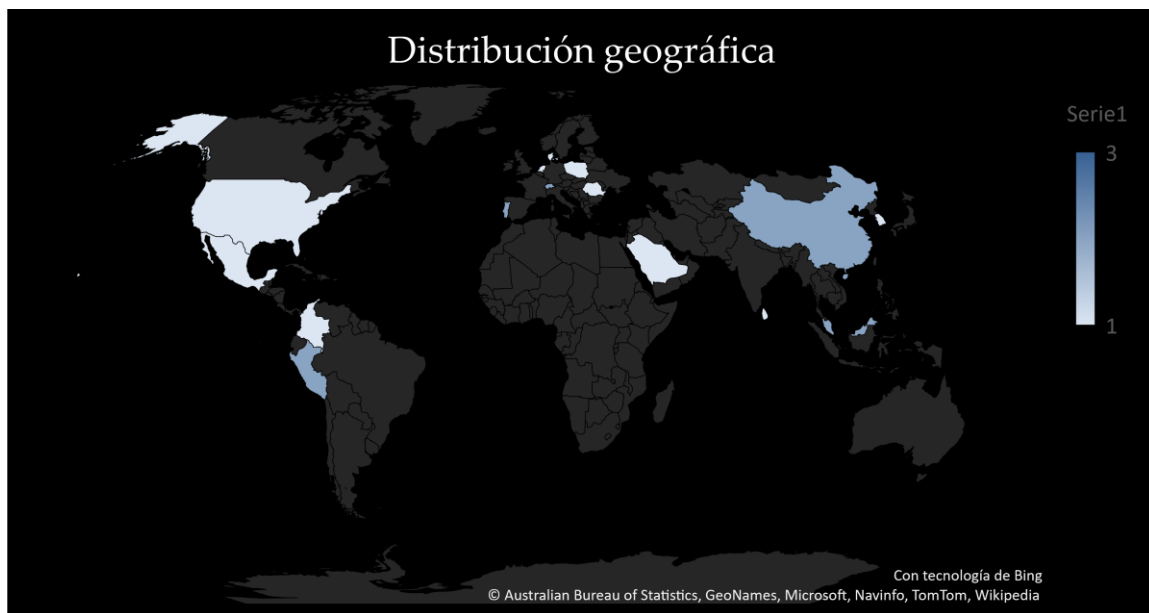 Distribución geográfica
Serie1
3
1
Con tecnología de Bing
© Australian Bureau of Statistics, GeoNames, Microsoft, Navinfo, TomTom, Wikipedia